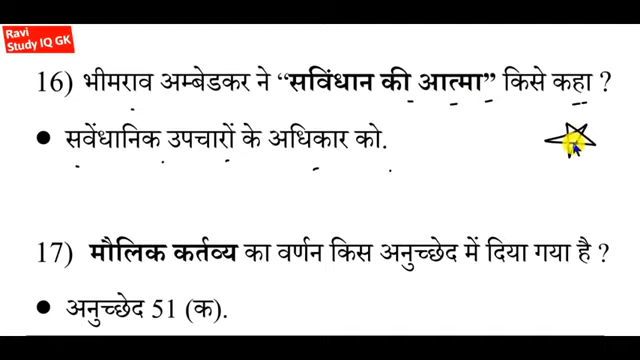 Ravi
Study IQ GK
16) भीमराव अम्बेडकर ने “सविंधान की आत्मा” किसे कहा ?
● सवेंधानिक उपचारों के अधिकार को.
17) मौलिक कर्तव्य का वर्णन किस अनुच्छेद में दिया गया है ?
● अनुच्छेद 51 (क).